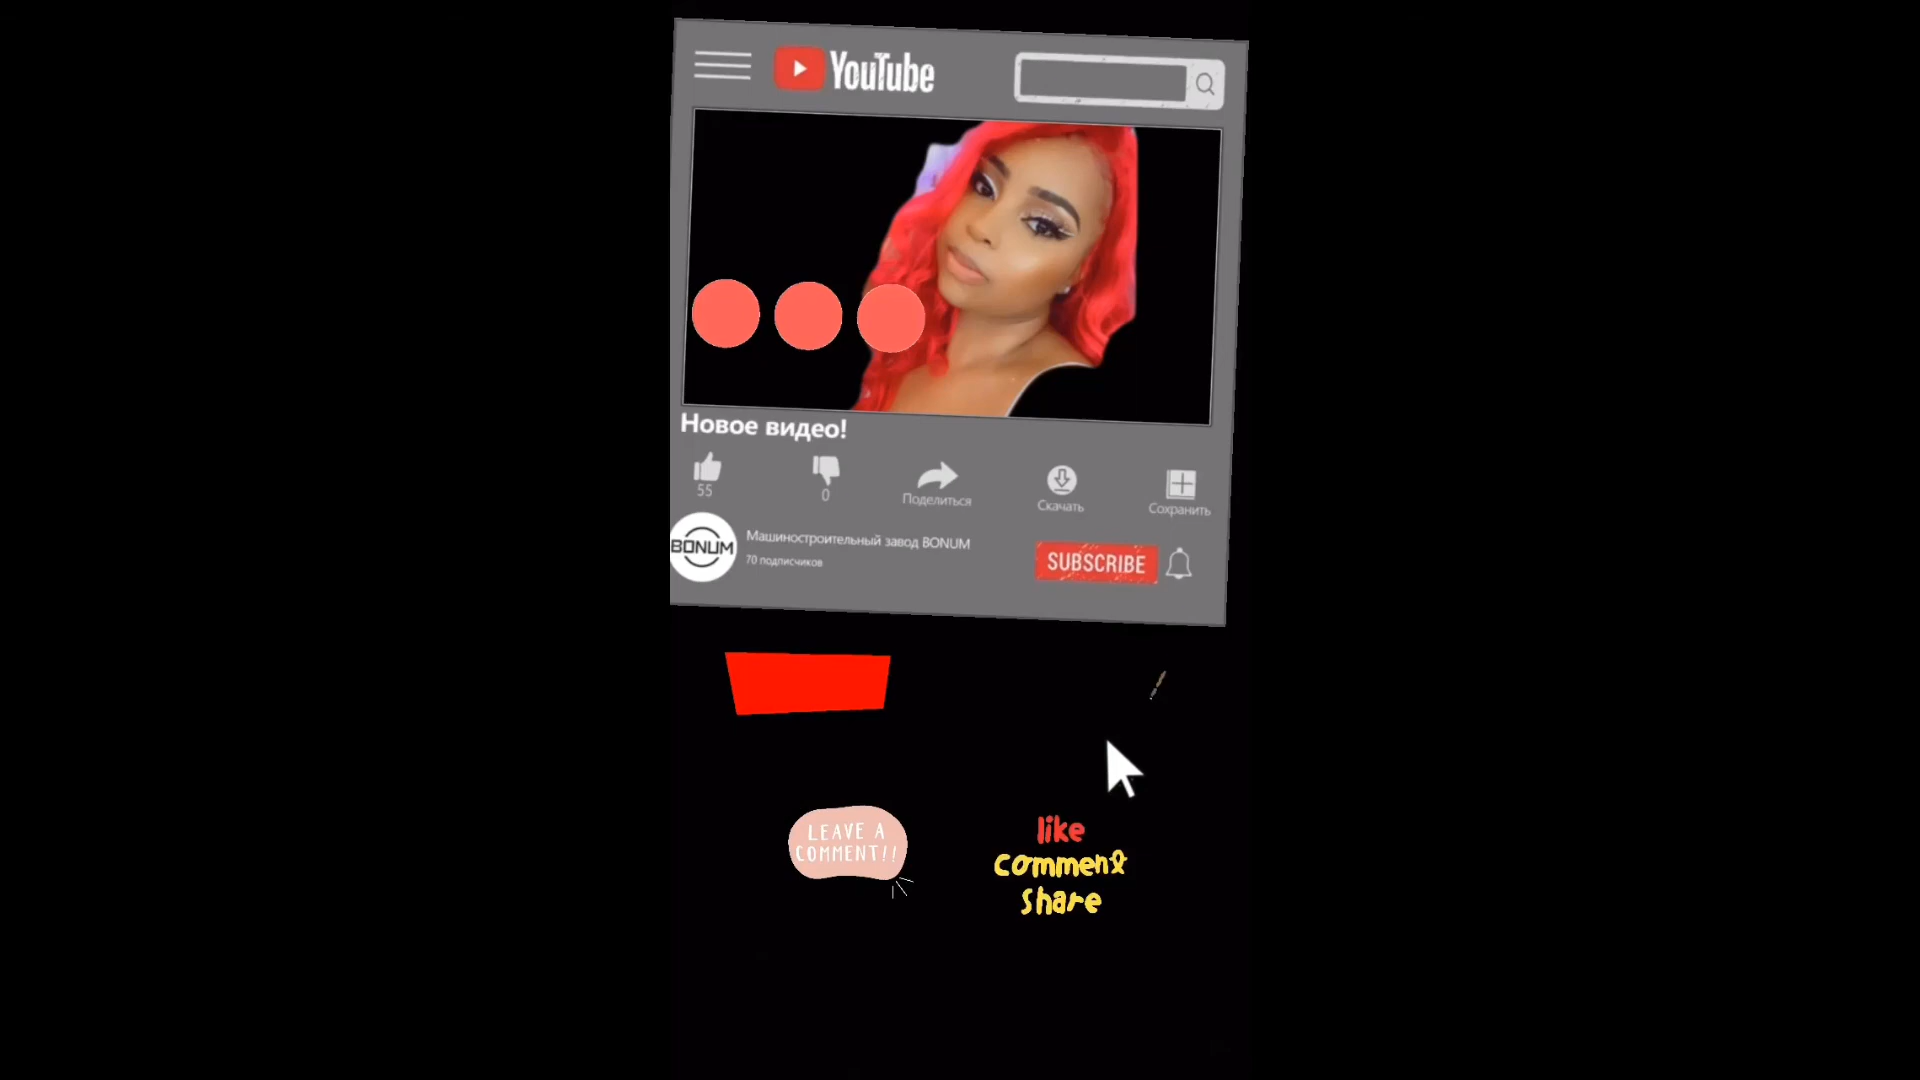 YouTube
Новое видео!
55
0
Поделиться
Скачать
Сохранить
BONUM
Машиностроительный завод BONUM
70 подписчиков
SUBSCRIBE
LEAVE A
COMMENT!!
like
comment
share